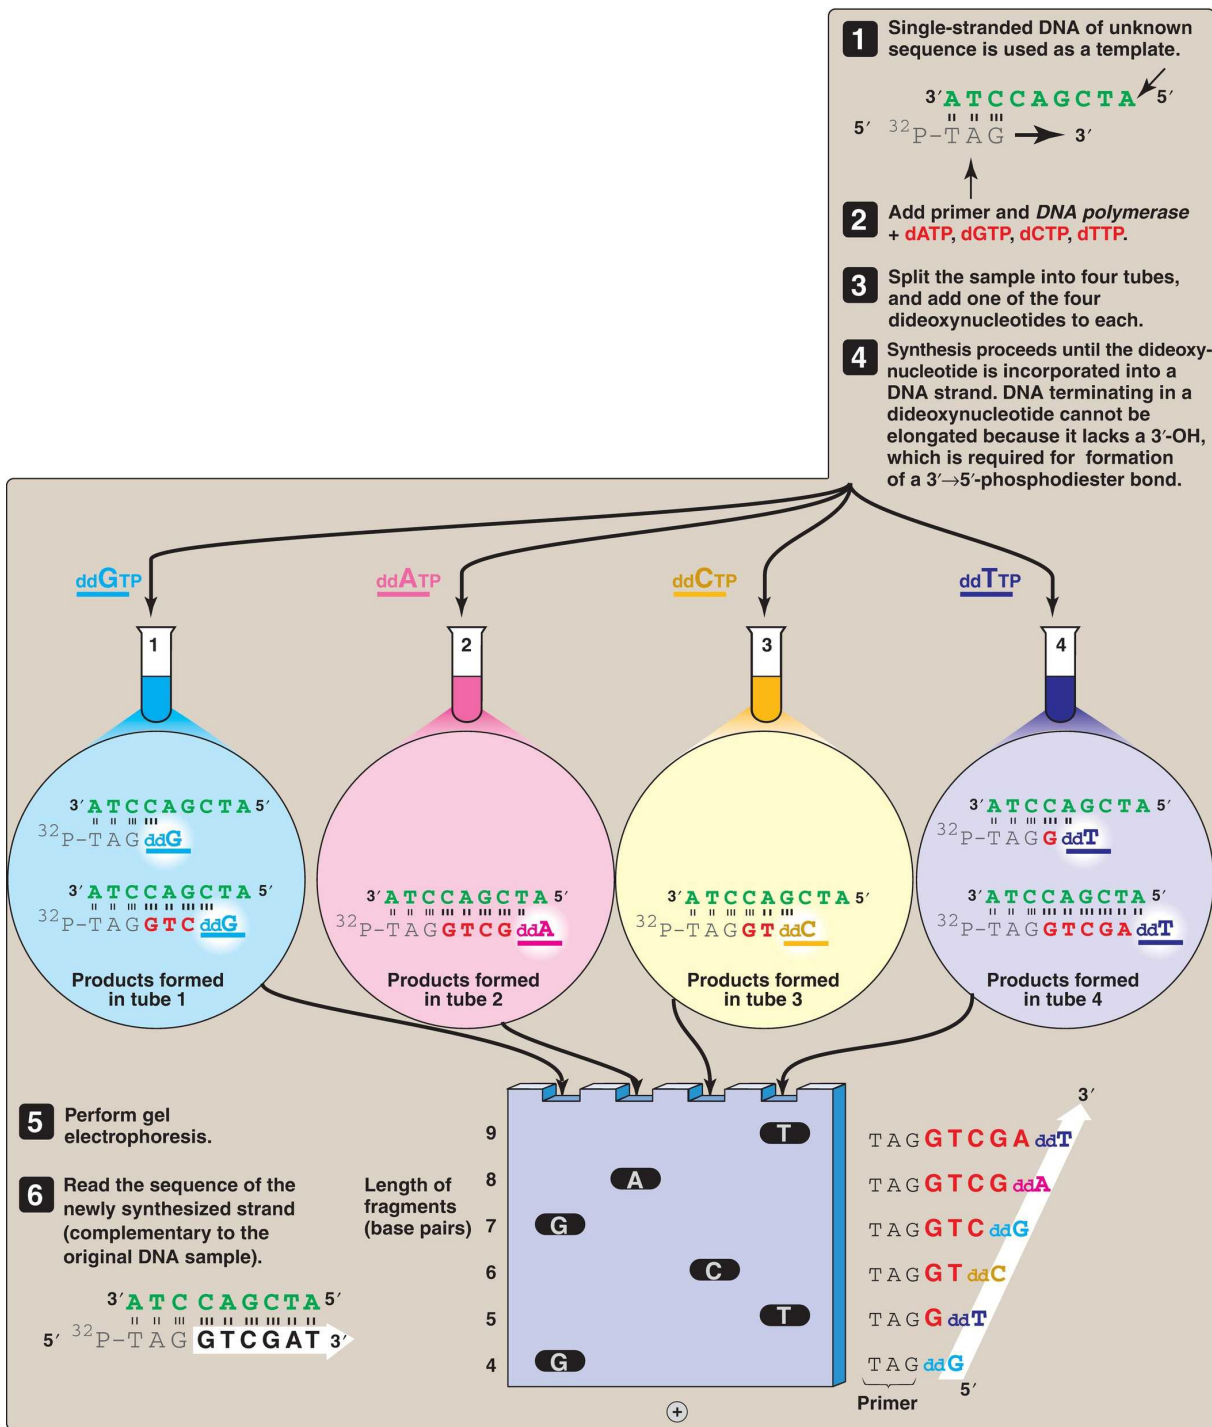 1
Single-stranded DNA of unknown
sequence is used as a template.
3′ A T C C A G C T A 5′
5′ 32P–T A G 3′
2
Add primer and DNA polymerase
+ dATP, dGTP, dCTP, dTTP.
3
Split the sample into four tubes,
and add one of the four
dideoxynucleotides to each.
4
Synthesis proceeds until the dideoxy-
nucleotide is incorporated into a
DNA strand. DNA terminating in a
dideoxynucleotide cannot be
elongated because it lacks a 3′-OH,
which is required for formation
of a 3′→5′-phosphodiester bond.
ddGTP
ddATP
ddCTP
ddTTP
1
2
3
4
3′ A T C C A G C T A 5′
32P–T A G ddG
3′ A T C C A G C T A 5′
32P–T A G G T C ddG
Products formed
in tube 1
3′ A T C C A G C T A 5′
32P–T A G G T C G ddA
Products formed
in tube 2
3′ A T C C A G C T A 5′
32P–T A G G T ddC
Products formed
in tube 3
3′ A T C C A G C T A 5′
32P–T A G G ddT
3′ A T C C A G C T A 5′
32P–T A G G T C G A ddT
Products formed
in tube 4
5
Perform gel
electrophoresis.
6
Read the sequence of the
newly synthesized strand
(complementary to the
original DNA sample).
3′ A T C C A G C T A 5′
5′ 32P–T A G G T C G A T 3′
Length of
fragments
(base pairs)
9 T
8 A
7 G
6 C
5 T
4 G
+
3′
T A G G T C G A ddT
T A G G T C G ddA
T A G G T C ddG
T A G G T ddC
T A G G ddT
T A G ddG
5′
Primer